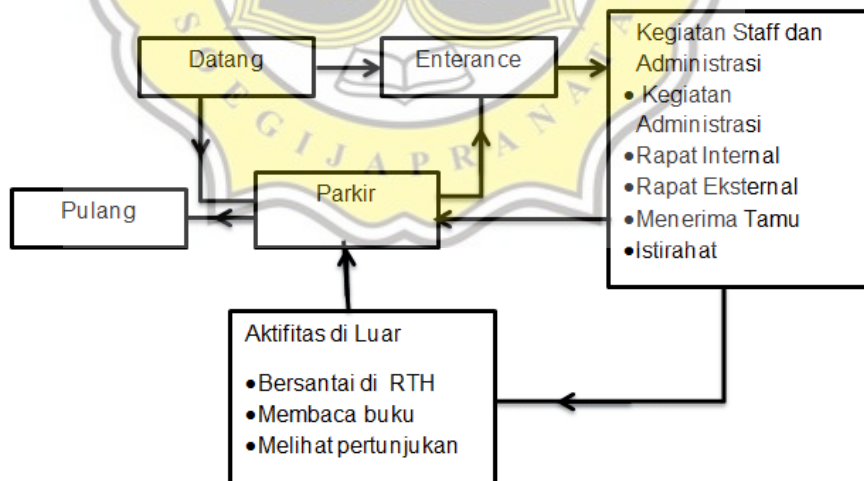 Datang
Enterance
Kegiatan Staff dan
Administrasi
• Kegiatan
Administrasi
•Rapat Internal
•Rapat Eksternal
•Menerima Tamu
•Istirahat
SOEGIJAPRANATA
Parkir
Pulang
Aktifitas di Luar
•Bersantai di RTH
•Membaca buku
•Melihat pertunjukan